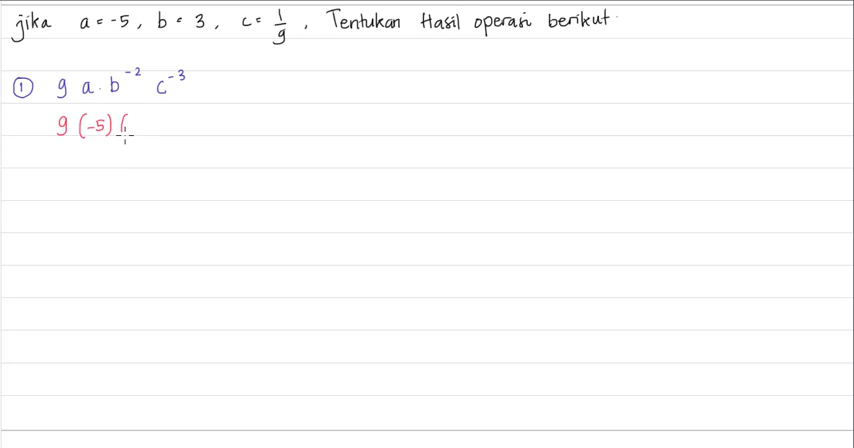 jika a = -5, b = 3, c = 1/9, Tentukan Hasil operasi berikut.
① 9 a . b⁻² c⁻³
9 (-5) (